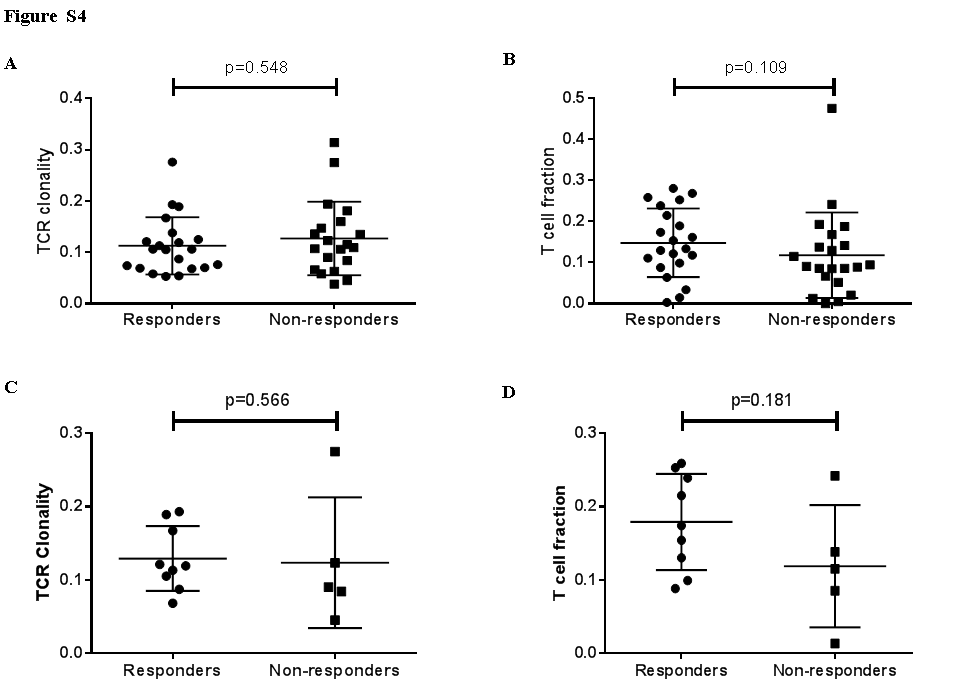 Figure S4
A
p=0.548
TCR clonality
0.4
0.3
0.2
0.1
0.0
Responders
Non-responders
B
p=0.109
T cell fraction
0.5
0.4
0.3
0.2
0.1
0.0
Responders
Non-responders
C
p=0.566
TCR Clonality
0.3
0.2
0.1
0.0
Responders
Non-responders
D
p=0.181
T cell fraction
0.3
0.2
0.1
0.0
Responders
Non-responders